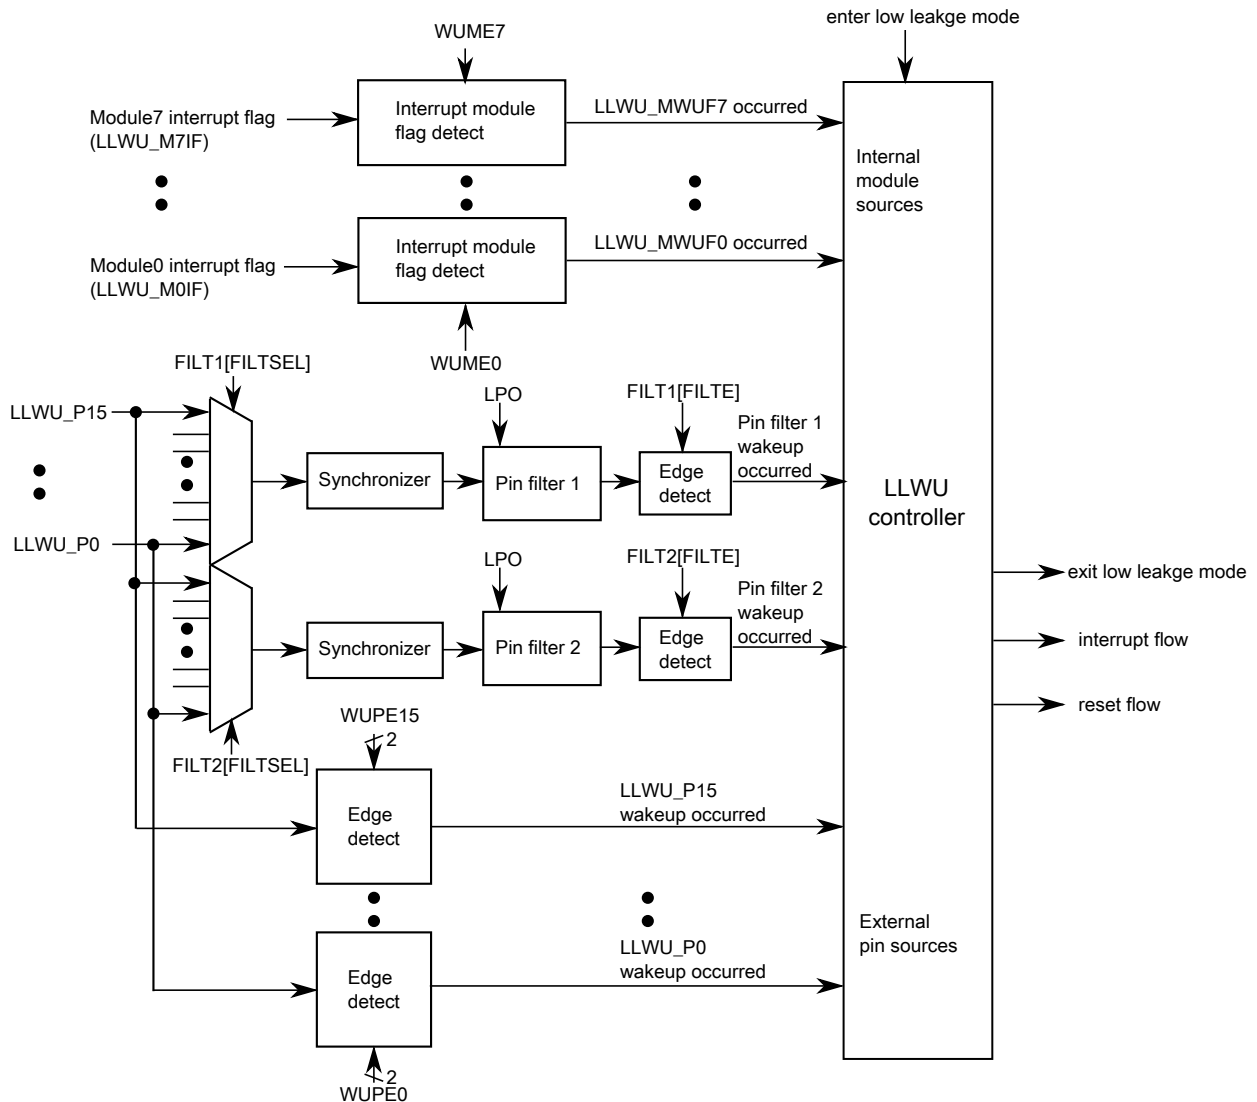 enter low leakge mode
WUME7
Module7 interrupt flag
(LLWU_M7IF)
Interrupt module
flag detect
LLWU_MWUF7 occurred
Internal
module
sources
Module0 interrupt flag
(LLWU_M0IF)
Interrupt module
flag detect
LLWU_MWUF0 occurred
WUME0
FILT1[FILTSEL]
LLWU_P15
LLWU_P0
Synchronizer
LPO
Pin filter 1
FILT1[FILTE]
Edge
detect
Pin filter 1
wakeup
occurred
LLWU
controller
Synchronizer
LPO
Pin filter 2
FILT2[FILTE]
Edge
detect
Pin filter 2
wakeup
occurred
exit low leakge mode
interrupt flow
reset flow
FILT2[FILTSEL]
WUPE15
2
Edge
detect
LLWU_P15
wakeup occurred
External
pin sources
Edge
detect
LLWU_P0
wakeup occurred
2
WUPE0